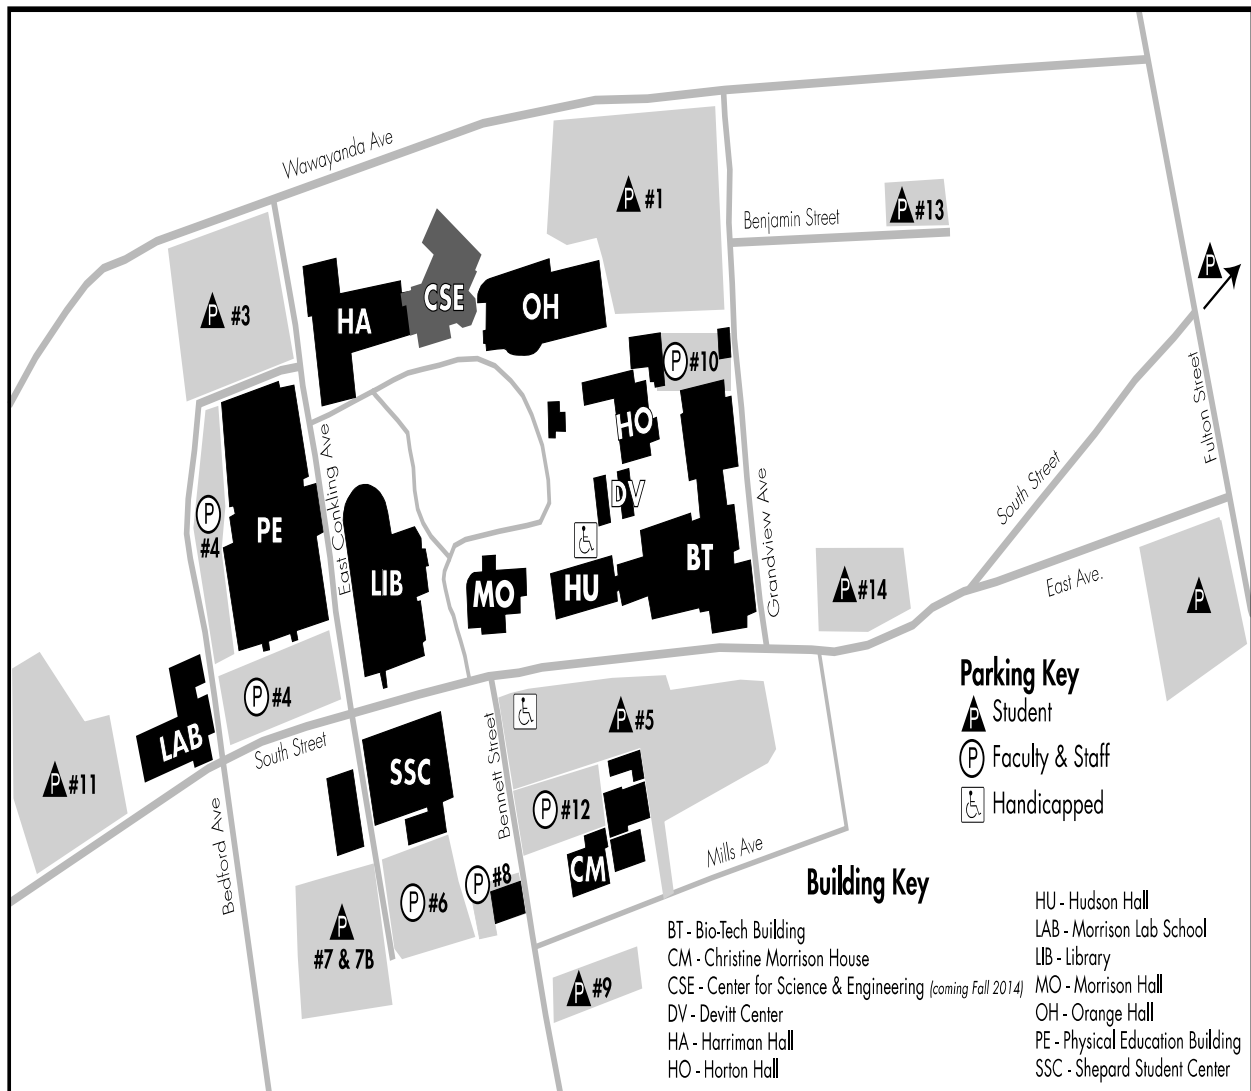 Wawayanda Ave
P #1
Benjamin Street
P #13
P
P #3
HA
CSE
OH
P #10
HO
Fulton Street
East Conkling Ave
P
#4
PE
LIB
DV
BT
MO
HU
Grandview Ave
South Street
East Ave.
P #14
P
P #4
LAB
South Street
P #11
Bedford Ave
SSC
Bennett Street
P #5
P #12
CM
Mills Ave
P #8
P #6
P
#7 & 7B
P #9
Parking Key
P Student
P Faculty & Staff
Handicapped
Building Key
BT - Bio-Tech Building
CM - Christine Morrison House
CSE - Center for Science & Engineering (coming Fall 2014)
DV - Devitt Center
HA - Harriman Hall
HO - Horton Hall
HU - Hudson Hall
LAB - Morrison Lab School
LIB - Library
MO - Morrison Hall
OH - Orange Hall
PE - Physical Education Building
SSC - Shepard Student Center